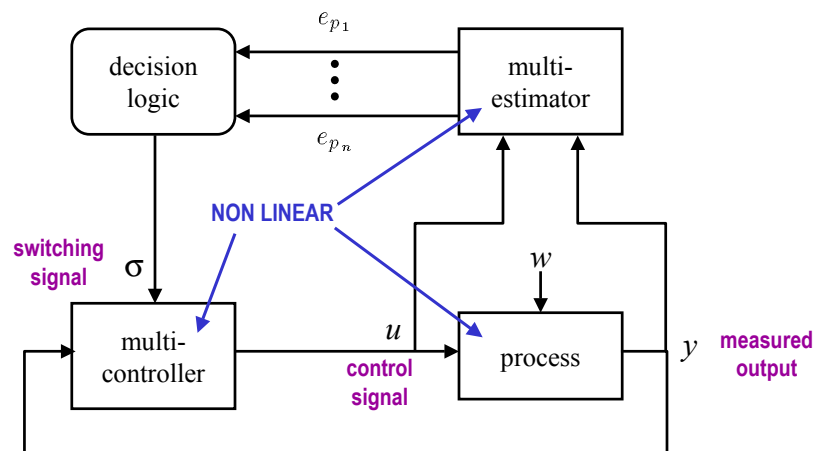 e_{p_1}
decision
logic
multi-
estimator
e_{p_n}
NON LINEAR
switching
signal
σ
w
multi-
controller
u
control
signal
process
y
measured
output